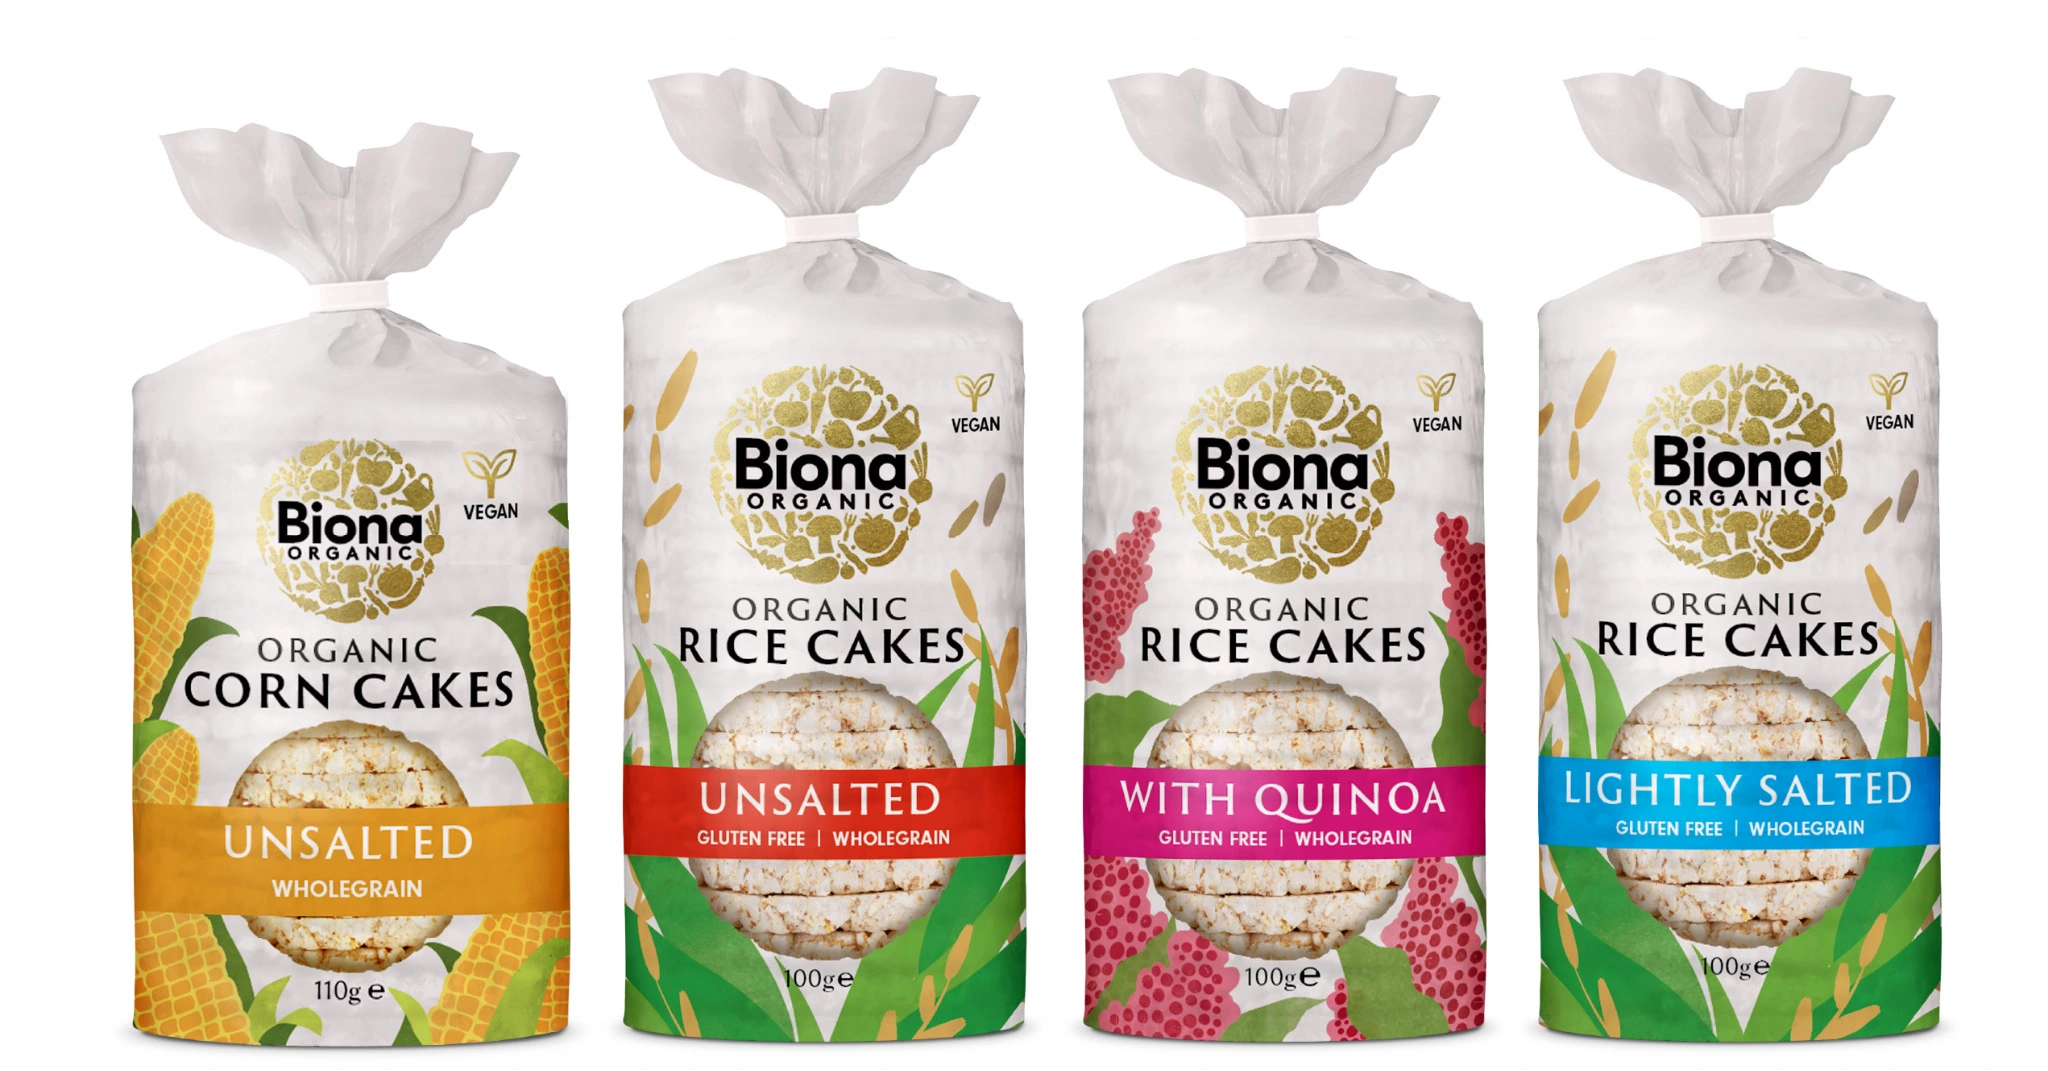 Biona
ORGANIC
VEGAN
ORGANIC
CORN CAKES
UNSALTED
WHOLEGRAIN
110g e
Biona
ORGANIC
VEGAN
ORGANIC
RICE CAKES
UNSALTED
GLUTEN FREE | WHOLEGRAIN
100g e
Biona
ORGANIC
VEGAN
ORGANIC
RICE CAKES
WITH QUINOA
GLUTEN FREE | WHOLEGRAIN
100g e
Biona
ORGANIC
VEGAN
ORGANIC
RICE CAKES
LIGHTLY SALTED
GLUTEN FREE | WHOLEGRAIN
100g e